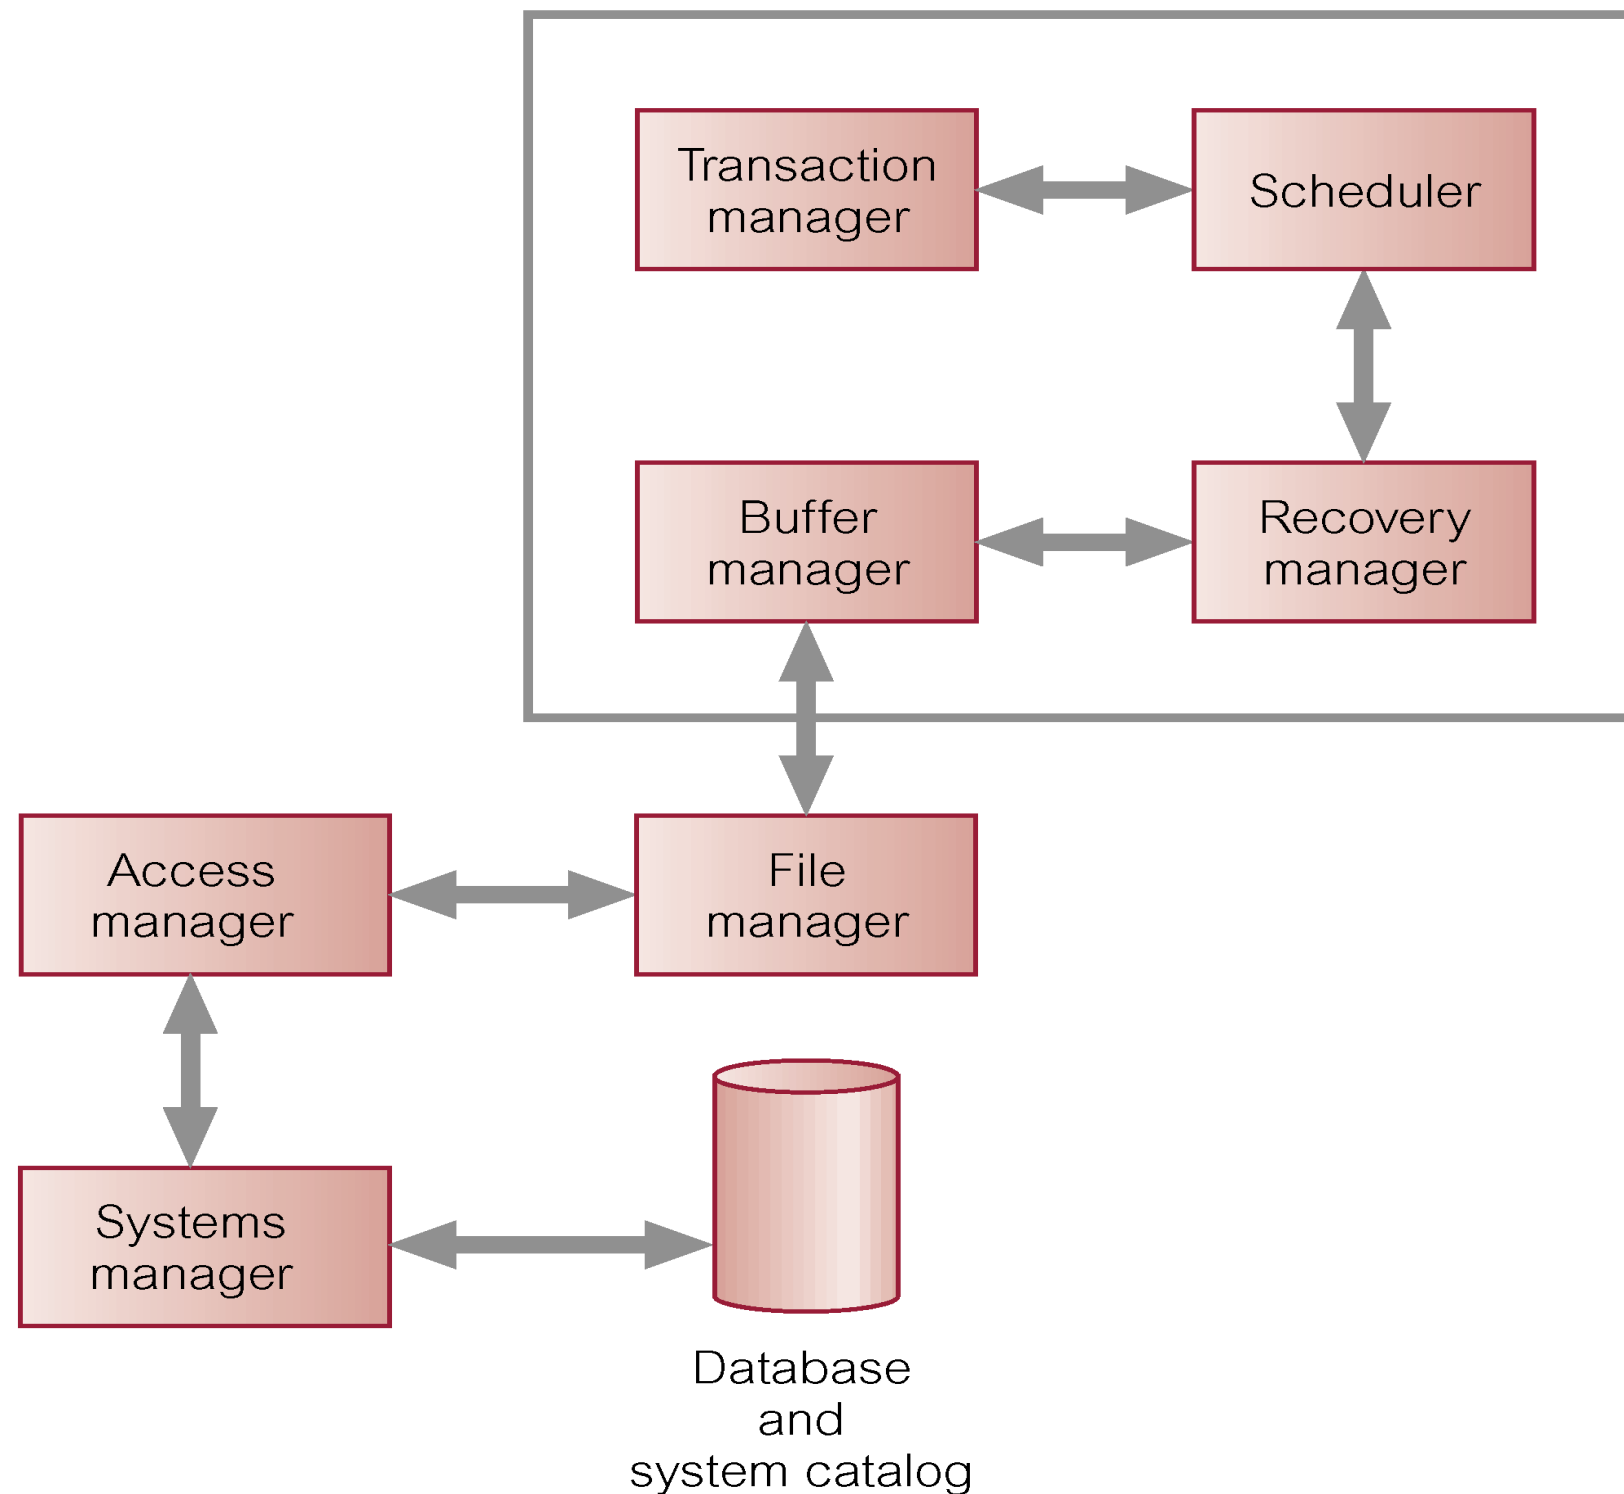 Transaction
manager
Scheduler
Buffer
manager
Recovery
manager
Access
manager
File
manager
Systems
manager
Database
and
system catalog